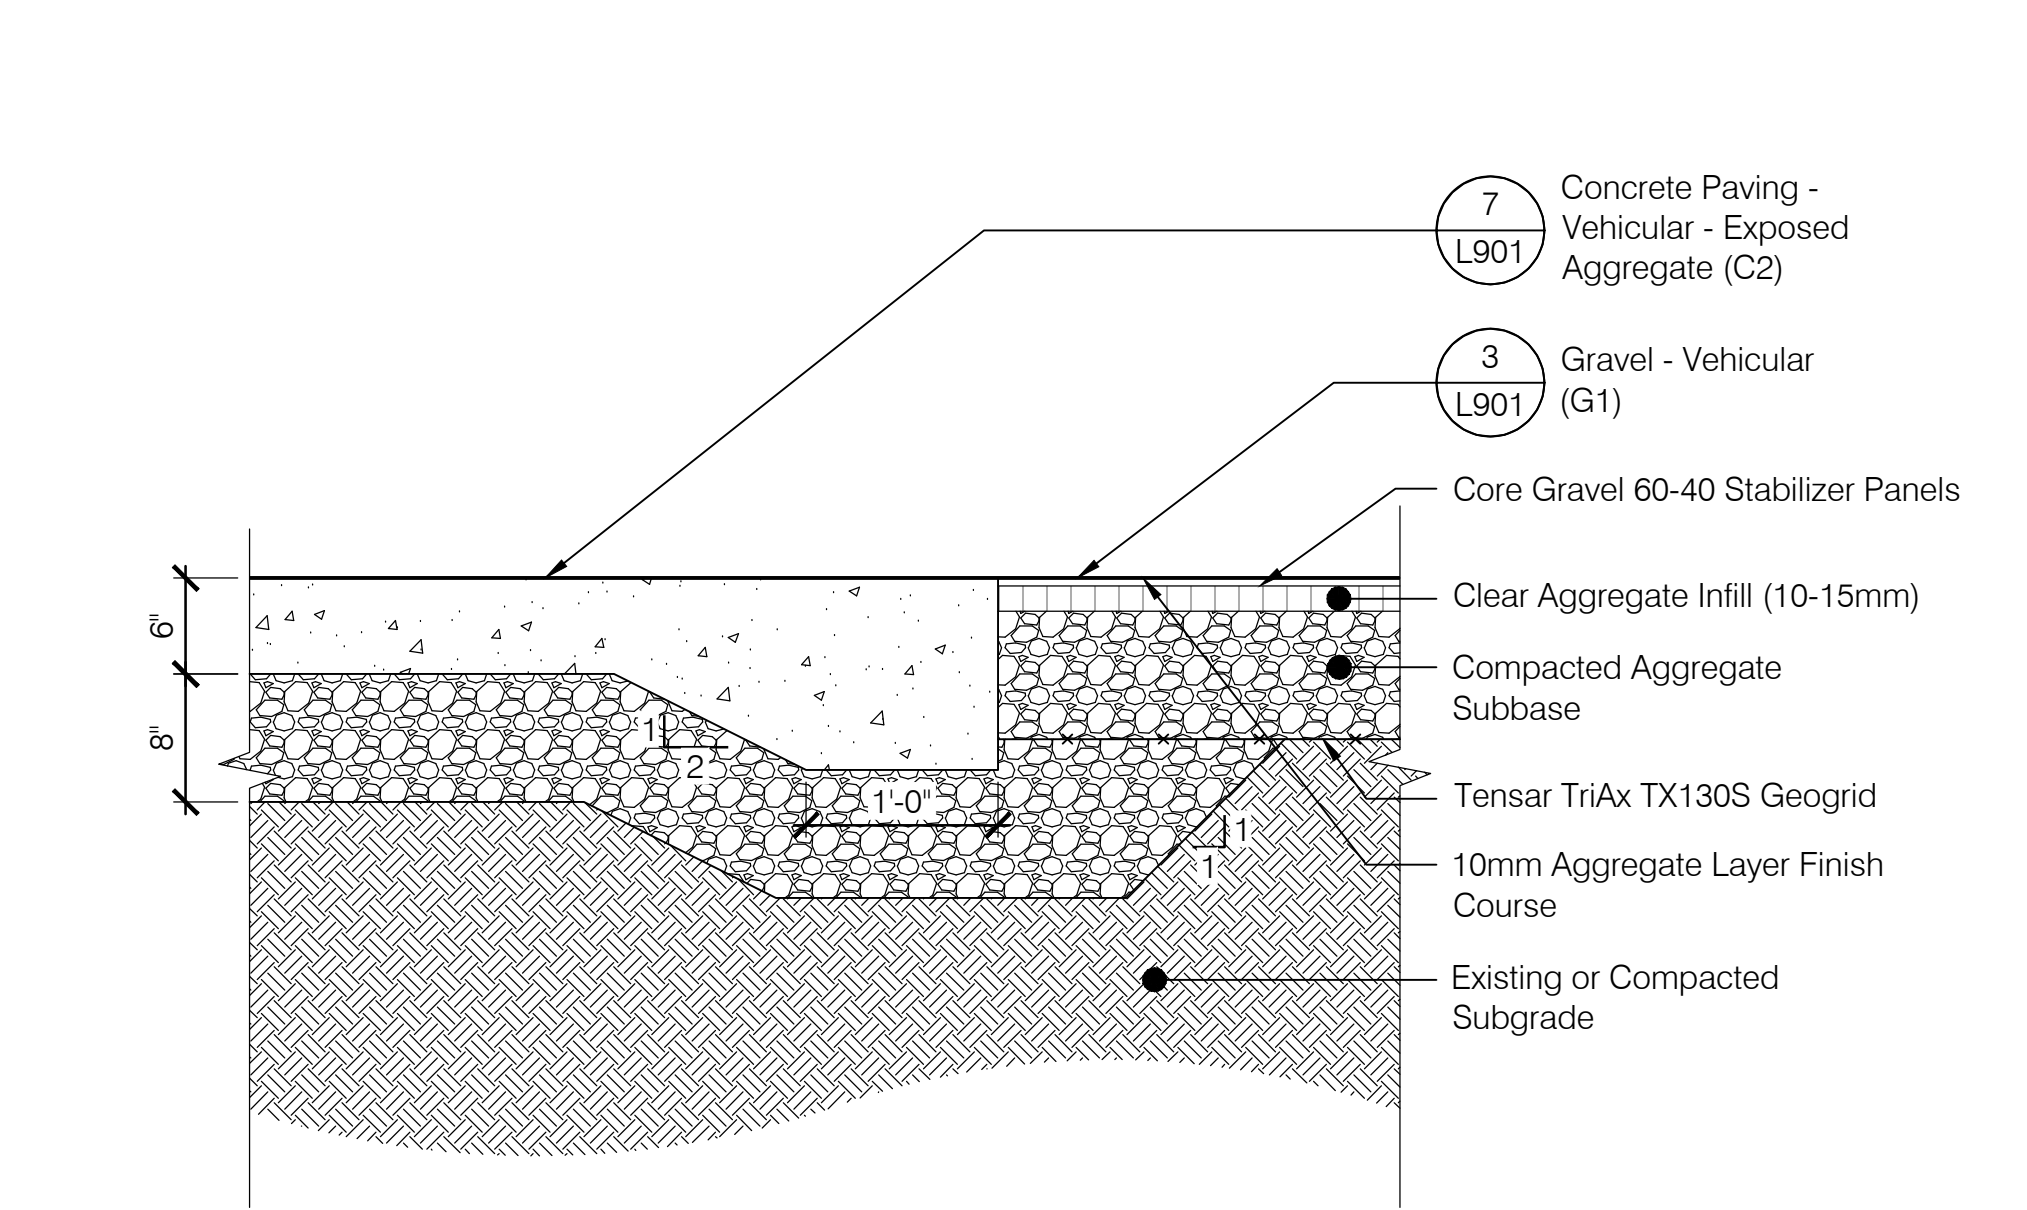 7
L901
Concrete Paving -
Vehicular - Exposed
Aggregate (C2)
3
L901
Gravel - Vehicular
(G1)
Core Gravel 60-40 Stabilizer Panels
Clear Aggregate Infill (10-15mm)
6"
Compacted Aggregate
Subbase
8"
1
2
1'-0"
Tensar TriAx TX130S Geogrid
1
1
10mm Aggregate Layer Finish
Course
Existing or Compacted
Subgrade